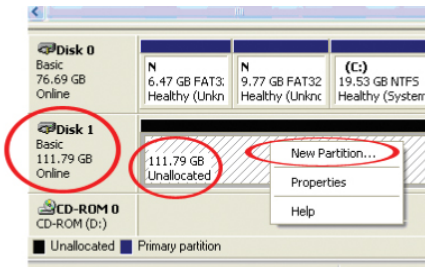 Disk 0
Basic
76.69 GB
Online
N
6.47 GB FAT3:
Healthy (Unkn
N
9.77 GB FAT32
Healthy (Unknc
(C:)
19.53 GB NTFS
Healthy (System
Disk 1
Basic
111.79 GB
Online
111.79 GB
Unallocated
New Partition...
Properties
Help
CD-ROM 0
CD-ROM (D:)
Unallocated Primary partition